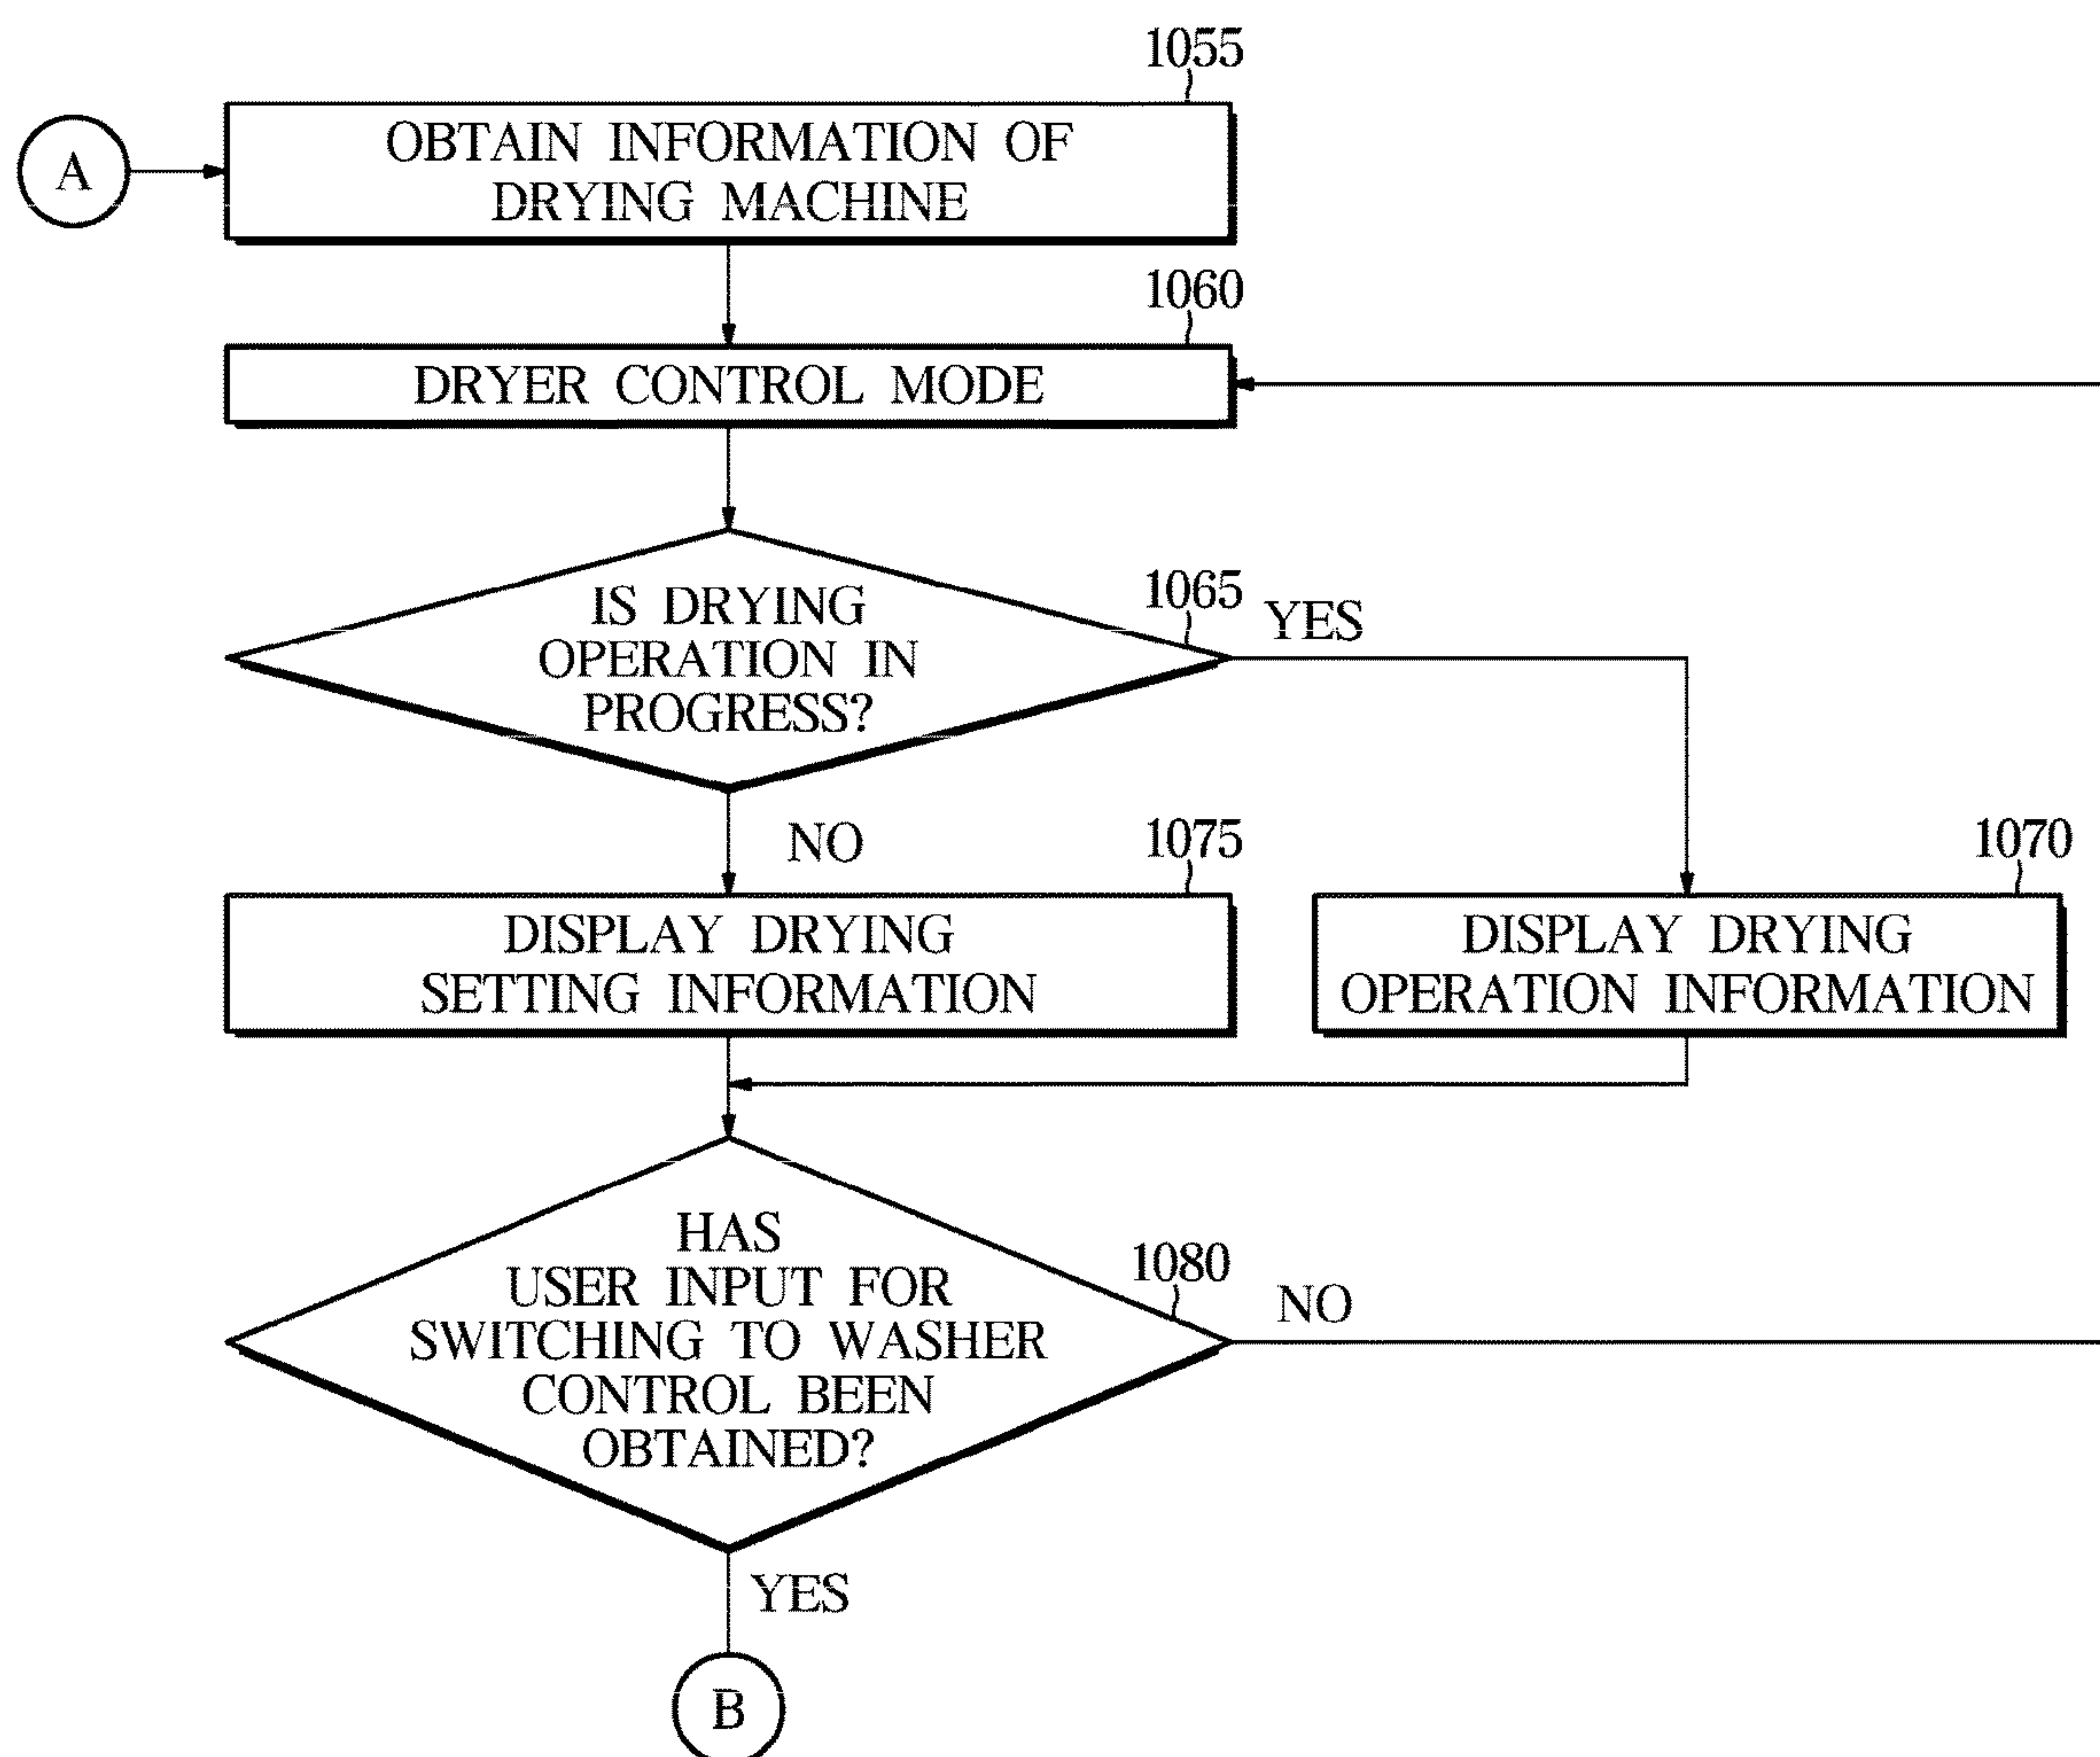 1055
A
OBTAIN INFORMATION OF
DRYING MACHINE
1060
DRYER CONTROL MODE
1065
IS DRYING
OPERATION IN
PROGRESS?
YES
NO
1075
DISPLAY DRYING
SETTING INFORMATION
1070
DISPLAY DRYING
OPERATION INFORMATION
1080
HAS
USER INPUT FOR
SWITCHING TO WASHER
CONTROL BEEN
OBTAINED?
NO
YES
B